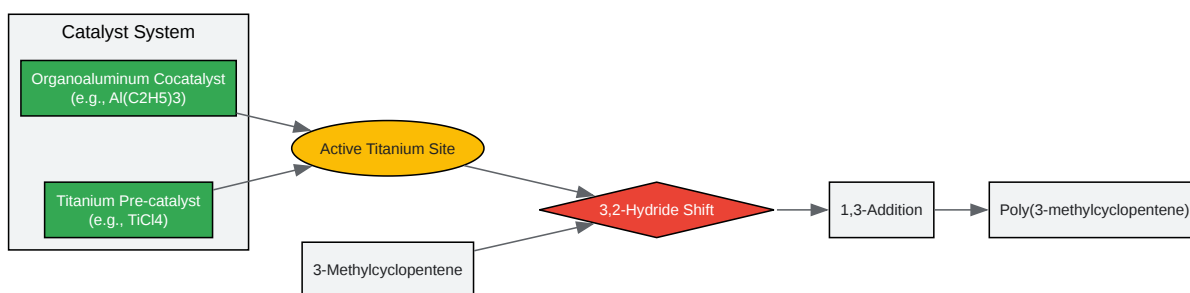 Catalyst System
Organoaluminum Cocatalyst
(e.g., Al(C2H5)3)
Active Titanium Site
Titanium Pre-catalyst
(e.g., TiCl4)
3,2-Hydride Shift
1,3-Addition
Poly(3-methylcyclopentene)
3-Methylcyclopentene